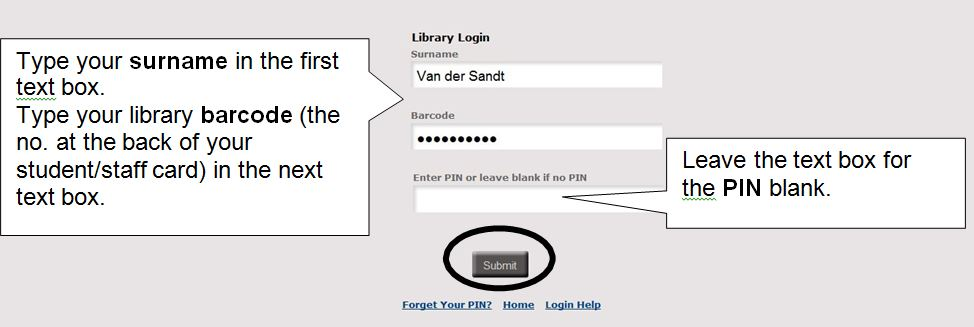 Type your surname in the first
text box.
Type your library barcode (the
no. at the back of your
student/staff card) in the next
text box.
Library Login
Surname
Van der Sandt
Barcode
●●●●●●●●●●
Enter PIN or leave blank if no PIN
Leave the text box for
the PIN blank.
Submit
Forget Your PIN? Home Login Help